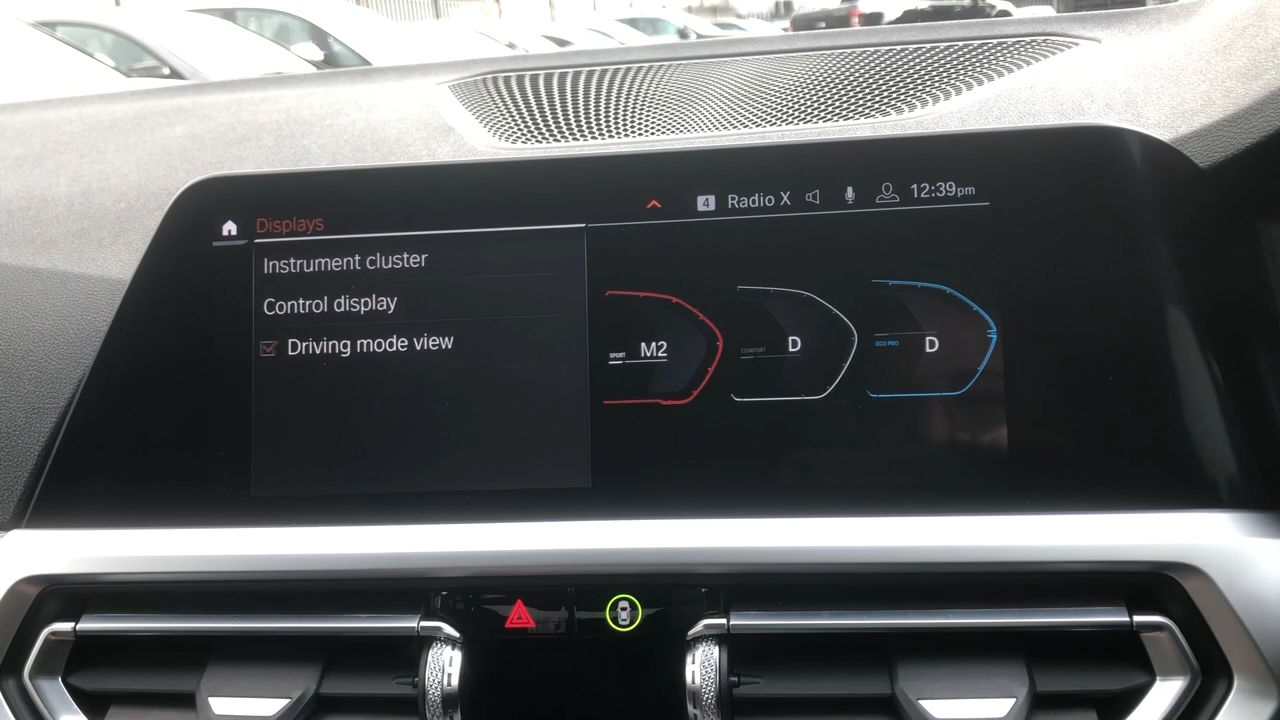 4 Radio X 12:39pm
Displays
Instrument cluster
Control display
Driving mode view
SPORT M2
COMFORT D
ECO PRO D